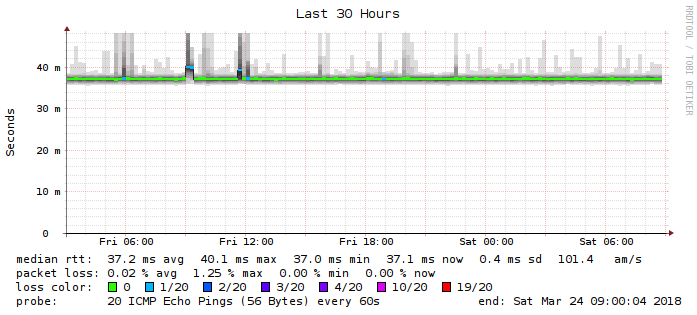 Last 30 Hours
RRDTOOL / TOBI OETIKER
Seconds
40 m
30 m
20 m
10 m
0
Fri 06:00 Fri 12:00 Fri 18:00 Sat 00:00 Sat 06:00
median rtt: 37.2 ms avg 40.1 ms max 37.0 ms min 37.1 ms now 0.4 ms sd 101.4 am/s
packet loss: 0.02 % avg 1.25 % max 0.00 % min 0.00 % now
loss color: 0 1/20 2/20 3/20 4/20 10/20 19/20
probe: 20 ICMP Echo Pings (56 Bytes) every 60s end: Sat Mar 24 09:00:04 2018